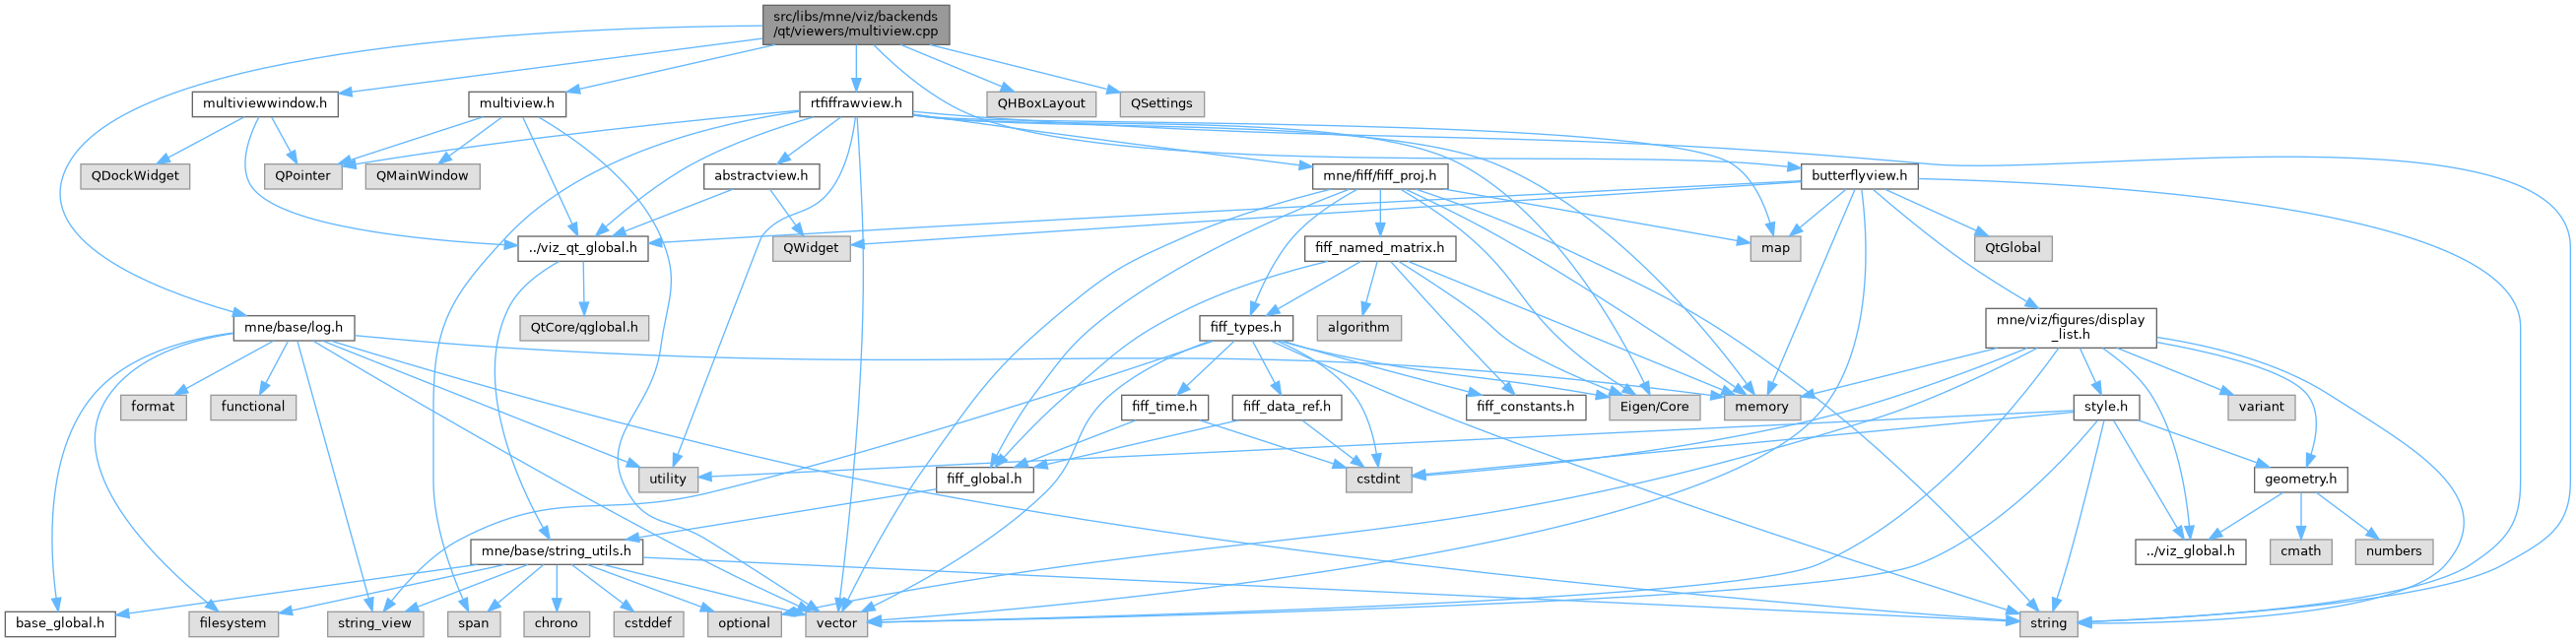 src/libs/mne/viz/backends
/qt/viewers/multiview.cpp
multiviewwindow.h
multiview.h
rtfiffrawview.h
QHBoxLayout
QSettings
QDockWidget
QPointer
QMainWindow
abstractview.h
mne/fiff/fiff_proj.h
butterflyview.h
../viz_qt_global.h
QWidget
fiff_named_matrix.h
map
QtGlobal
mne/base/log.h
QtCore/qglobal.h
fiff_types.h
algorithm
mne/viz/figures/display
_list.h
format
functional
fiff_time.h
fiff_data_ref.h
fiff_constants.h
Eigen/Core
memory
style.h
variant
utility
fiff_global.h
cstdint
geometry.h
mne/base/string_utils.h
../viz_global.h
cmath
numbers
base_global.h
filesystem
string_view
span
chrono
cstddef
optional
vector
string